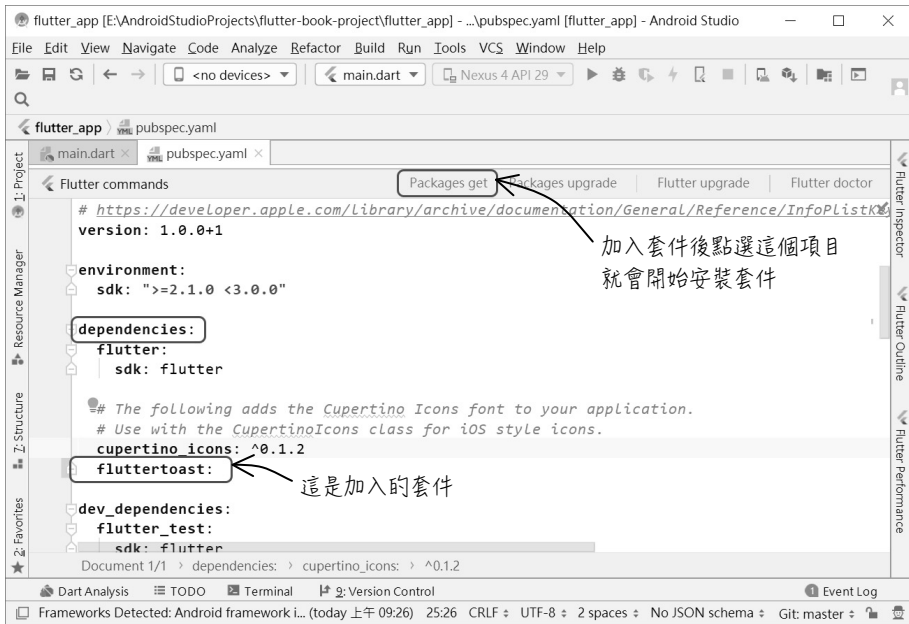 flutter_app [E:\AndroidStudioProjects\flutter-book-project\flutter_app] - ...\pubspec.yaml [flutter_app] - Android Studio
File Edit View Navigate Code Analyze Refactor Build Run Tools VCS Window Help
<no devices> main.dart Nexus 4 API 29
flutter_app pubspec.yaml
main.dart pubspec.yaml
Flutter commands Packages get Packages upgrade Flutter upgrade Flutter doctor
# https://developer.apple.com/library/archive/documentation/General/Reference/InfoPlistKey
version: 1.0.0+1
加入套件後點選這個項目
就會開始安裝套件
environment:
sdk: ">=2.1.0 <3.0.0"
dependencies:
flutter:
sdk: flutter
# The following adds the Cupertino Icons font to your application.
# Use with the CupertinoIcons class for iOS style icons.
cupertino_icons: ^0.1.2
fluttertoast:
這是加入的套件
dev_dependencies:
flutter_test:
sdk: flutter
Document 1/1 dependencies: cupertino_icons: ^0.1.2
1: Project
Resource Manager
Z: Structure
2: Favorites
Flutter Inspector
Flutter Outline
Flutter Performance
Dart Analysis TODO Terminal 9: Version Control 1 Event Log
Frameworks Detected: Android framework i... (today 上午 09:26) 25:26 CRLF UTF-8 2 spaces No JSON schema Git: master